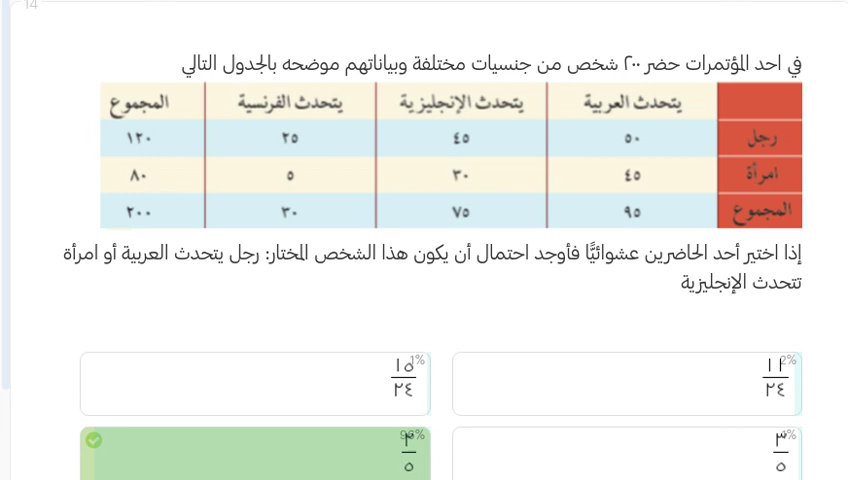 14
في احد المؤتمرات حضر ٢٠٠ شخص من جنسيات مختلفة وبياناتهم موضحه بالجدول التالي
يتحدث العربية يتحدث الإنجليزية يتحدث الفرنسية المجموع
رجل ٥٠ ٤٥ ٢٥ ١٢٠
امرأة ٤٥ ٣٠ ٥ ٨٠
المجموع ٩٥ ٧٥ ٣٠ ٢٠٠
إذا اختير أحد الحاضرين عشوائيًّا فأوجد احتمال أن يكون هذا الشخص المختار: رجل يتحدث العربية أو امرأة
تتحدث الإنجليزية
2%
١١
٢٤
1%
١٥
٢٤
٣
٥
٢
٥